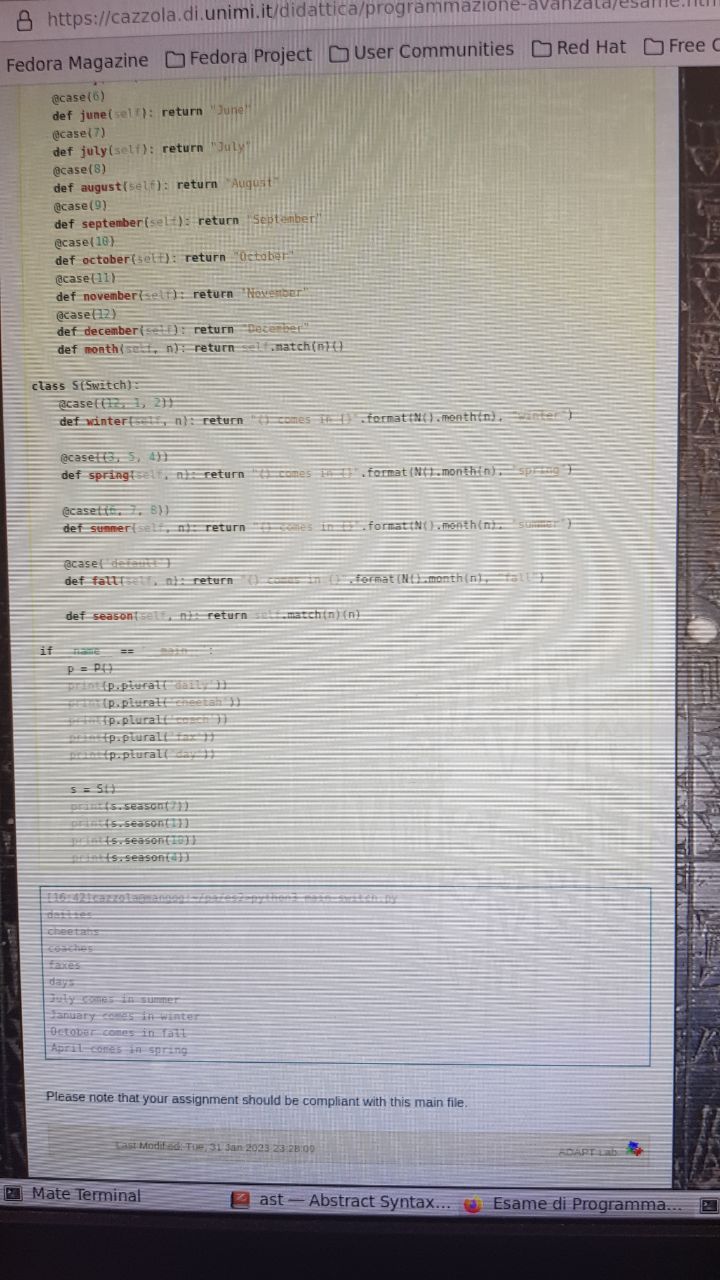 https://cazzola.di.unimi.it/didattica/programmazione-avanzata/esame.htm
Fedora Magazine Fedora Project User Communities Red Hat Free
@case(6)
def june(self): return "June"
@case(7)
def july(self): return "July"
@case(8)
def august(self): return "August"
@case(9)
def september(self): return "September"
@case(10)
def october(self): return "October"
@case(11)
def november(self): return "November"
@case(12)
def december(self): return "December"
def month(self, n): return self.match(n)()
class S(Switch):
@case((12, 1, 2))
def winter(self, n): return "{} comes in {}".format(N().month(n), "winter")
@case((3, 5, 4))
def spring(self, n): return "{} comes in {}".format(N().month(n), "spring")
@case((6, 7, 8))
def summer(self, n): return "{} comes in {}".format(N().month(n), "summer")
@case("default")
def fall(self, n): return "{} comes in {}".format(N().month(n), "fall")
def season(self, n): return self.match(n)(n)
if __name__ == "__main__":
p = P()
print(p.plural('daily'))
print(p.plural('cheetah'))
print(p.plural('coach'))
print(p.plural('fax'))
print(p.plural('day'))
s = S()
print(s.season(7))
print(s.season(1))
print(s.season(10))
print(s.season(4))
[16:42]cazzola@mangog:~/pa/es2>python3 main-switch.py
dailies
cheetahs
coaches
faxes
days
July comes in summer
January comes in winter
October comes in fall
April comes in spring
Please note that your assignment should be compliant with this main file.
Last Modified: Tue, 31 Jan 2023 23:28:09 ADAPT Lab.
Mate Terminal ast — Abstract Syntax... Esame di Programma...